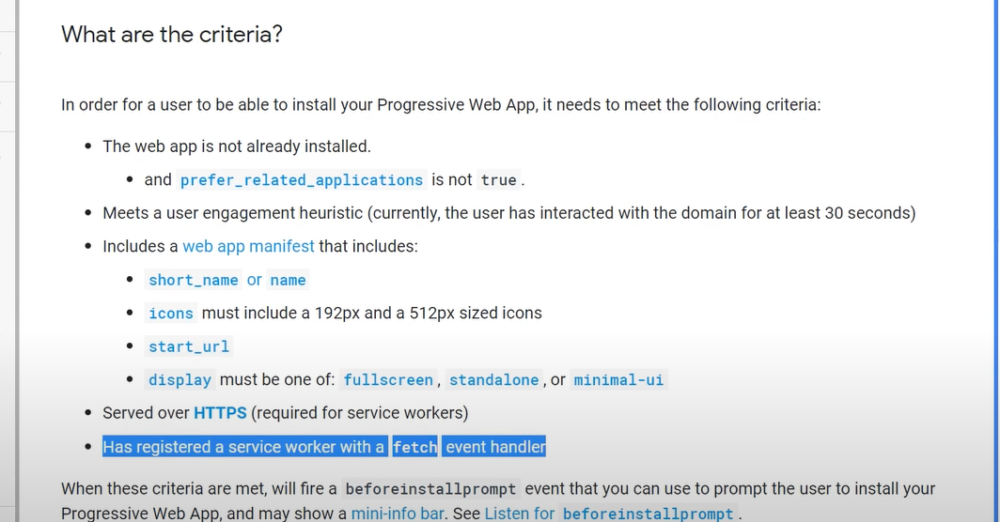 What are the criteria?
In order for a user to be able to install your Progressive Web App, it needs to meet the following criteria:
The web app is not already installed.
and prefer_related_applications is not true .
Meets a user engagement heuristic (currently, the user has interacted with the domain for at least 30 seconds)
Includes a web app manifest that includes:
short_name or name
icons must include a 192px and a 512px sized icons
start_url
display must be one of: fullscreen, standalone, or minimal-ui
Served over HTTPS (required for service workers)
Has registered a service worker with a fetch event handler
When these criteria are met, will fire a beforeinstallprompt event that you can use to prompt the user to install your
Progressive Web App, and may show a mini-info bar. See Listen for beforeinstallprompt .